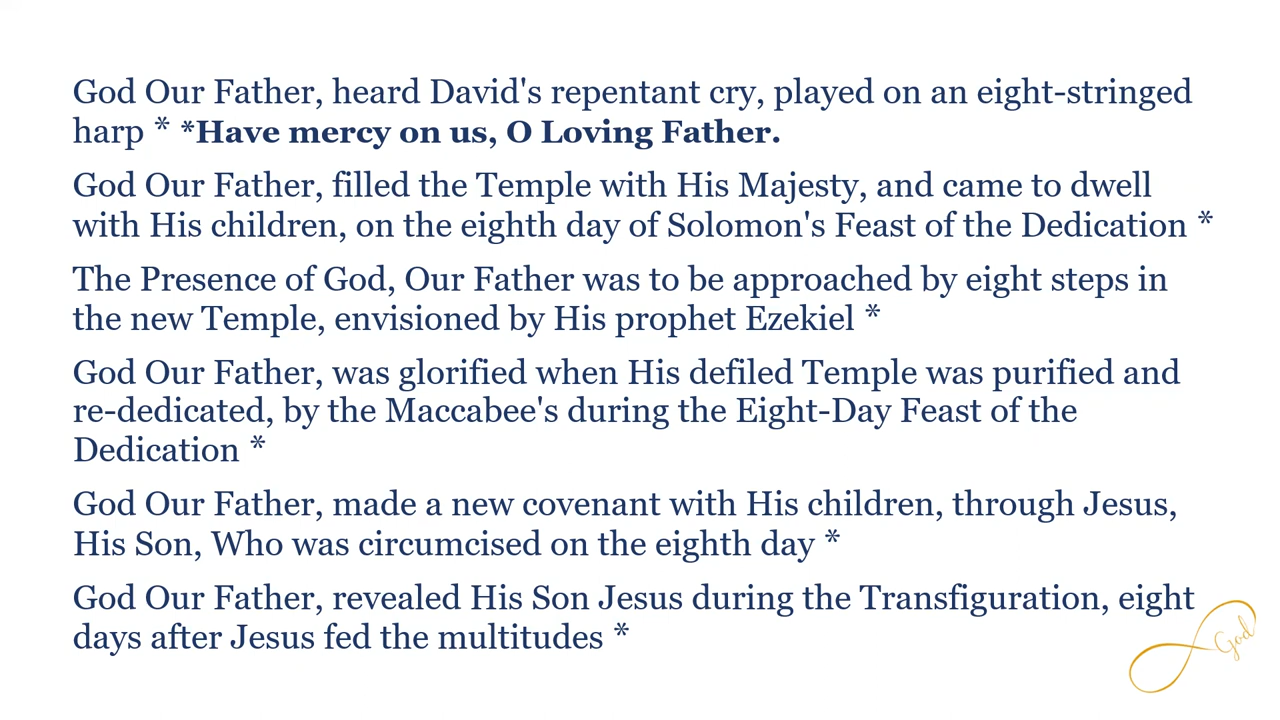 God Our Father, heard David's repentant cry, played on an eight-stringed
harp * *Have mercy on us, O Loving Father.
God Our Father, filled the Temple with His Majesty, and came to dwell
with His children, on the eighth day of Solomon's Feast of the Dedication *
The Presence of God, Our Father was to be approached by eight steps in
the new Temple, envisioned by His prophet Ezekiel *
God Our Father, was glorified when His defiled Temple was purified and
re-dedicated, by the Maccabee's during the Eight-Day Feast of the
Dedication *
God Our Father, made a new covenant with His children, through Jesus,
His Son, Who was circumcised on the eighth day *
God Our Father, revealed His Son Jesus during the Transfiguration, eight
days after Jesus fed the multitudes *
God